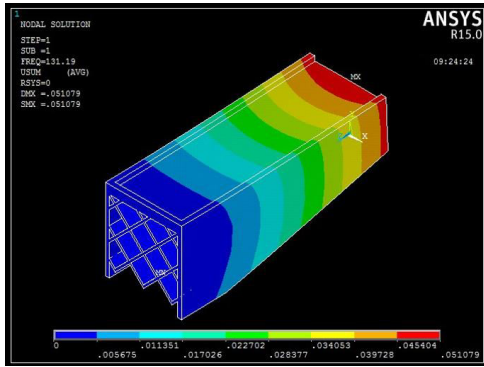 1
NODAL SOLUTION
STEP=1
SUB =1
FREQ=131.19
USUM (AVG)
RSYS=0
DMX =.051079
SMX =.051079
ANSYS
R15.0
09:24:24
MX
X
MN
0 .011351 .022702 .034053 .045404
.005675 .017026 .028377 .039728 .051079